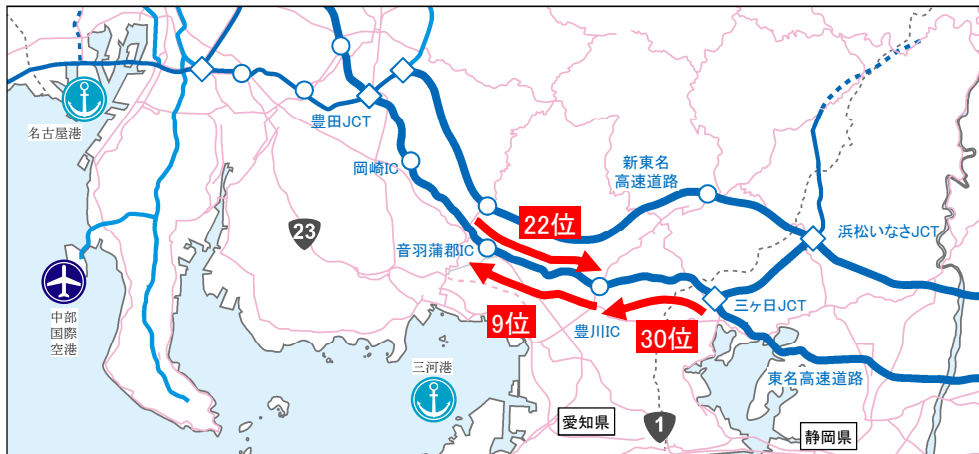 名古屋港
豊田JCT
岡崎IC
新東名
高速道路
23
22位
浜松いなさJCT
音羽蒲郡IC
中部
国際
空港
9位
豊川IC
30位
三ヶ日JCT
三河港
東名高速道路
愛知県
1
静岡県